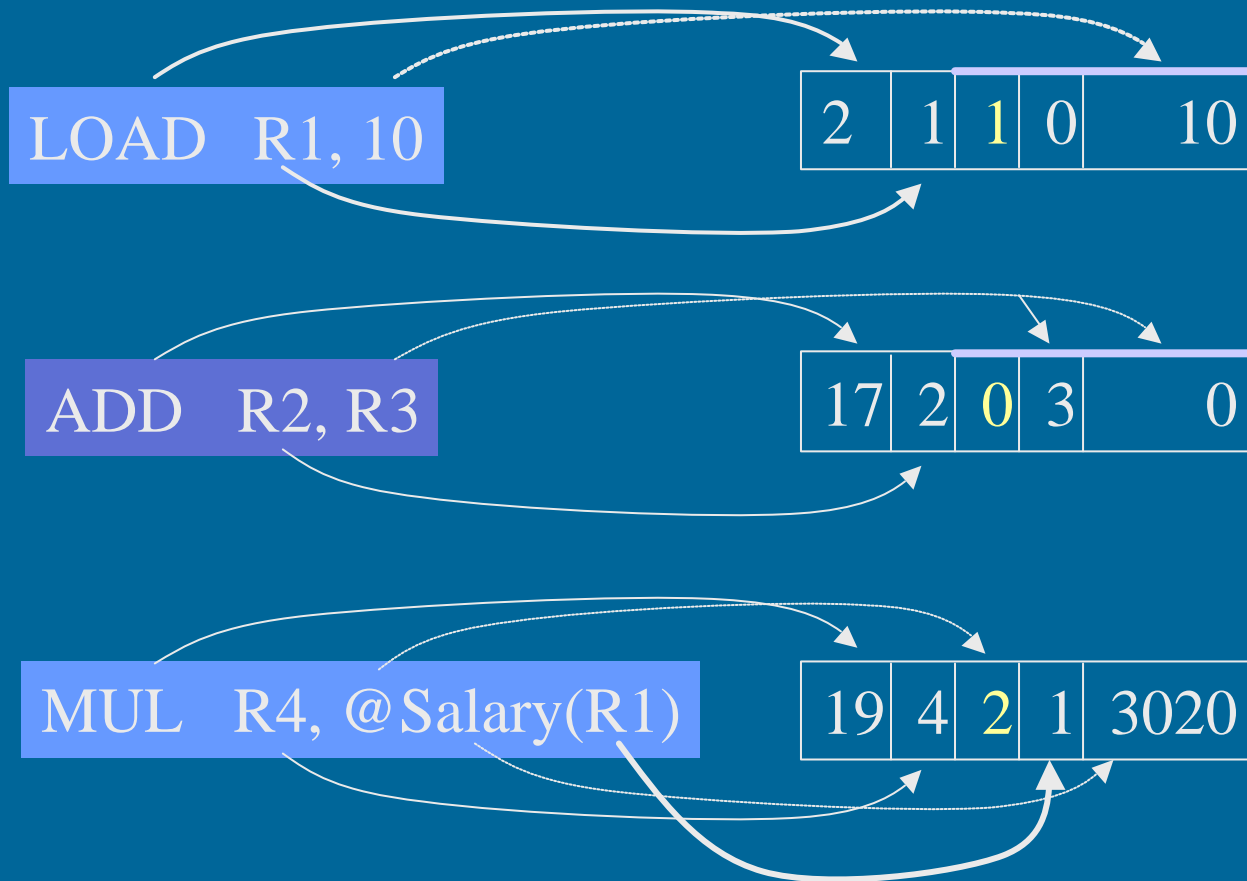 LOAD R1, 10
2 1 1 0 10
ADD R2, R3
17 2 0 3 0
MUL R4, @Salary(R1)
19 4 2 1 3020